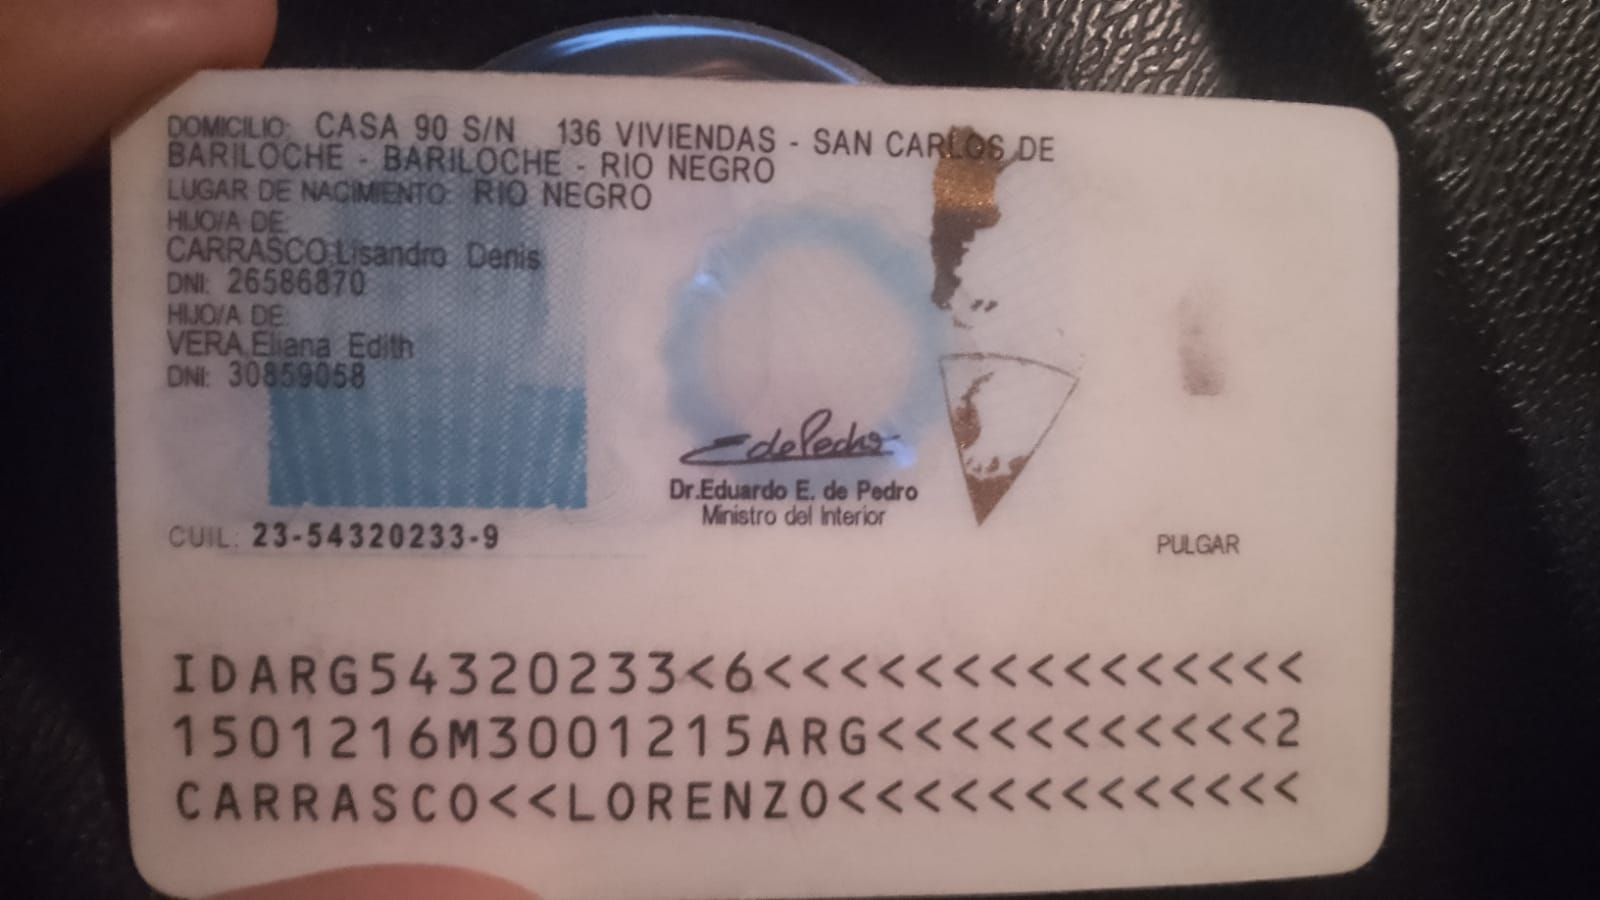 DOMICILIO: CASA 90 S/N 136 VIVIENDAS - SAN CARLOS DE
BARILOCHE - BARILOCHE - RIO NEGRO
LUGAR DE NACIMIENTO: RIO NEGRO
HIJO/A DE:
CARRASCO,Lisandro Denis
DNI: 26586870
HIJO/A DE:
VERA,Eliana Edith
DNI: 30859058
EdePedro
Dr.Eduardo E. de Pedro
Ministro del Interior
CUIL: 23-54320233-9
PULGAR
IDARG54320233<6<<<<<<<<<<<<<<<
1501216M3001215ARG<<<<<<<<<<<2
CARRASCO<<LORENZO<<<<<<<<<<<<<